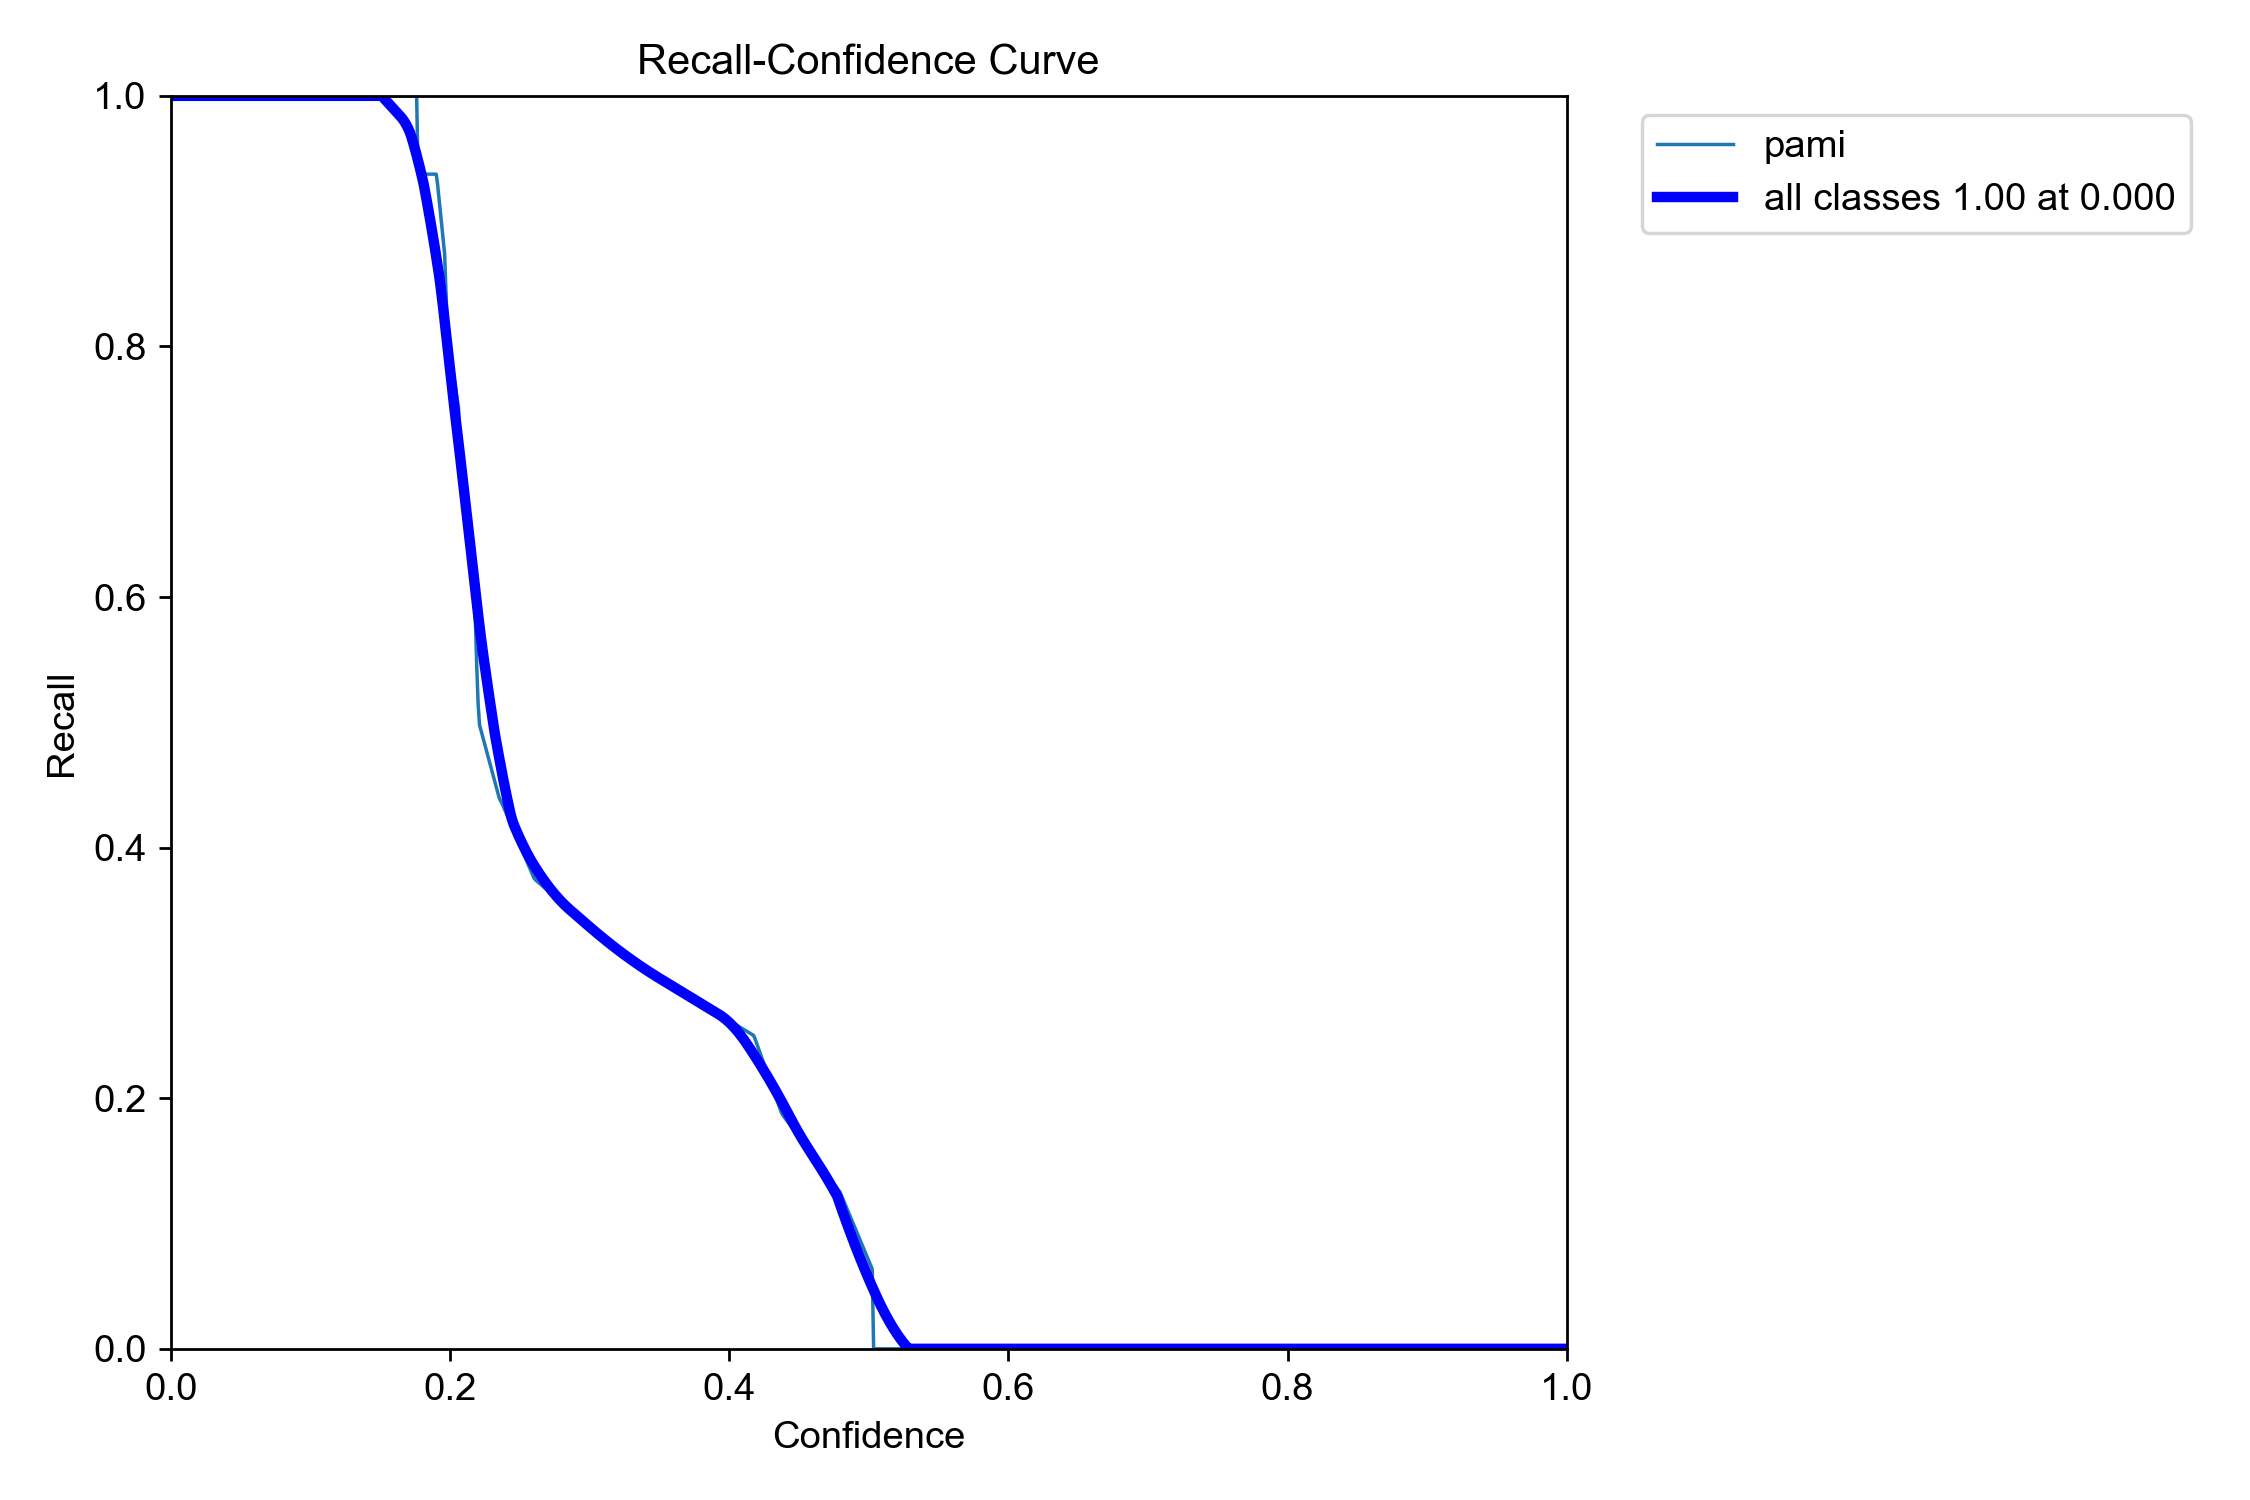 Recall-Confidence Curve
1.0
0.8
0.6
0.4
0.2
0.0
Recall
0.0 0.2 0.4 0.6 0.8 1.0
Confidence
pami
all classes 1.00 at 0.000